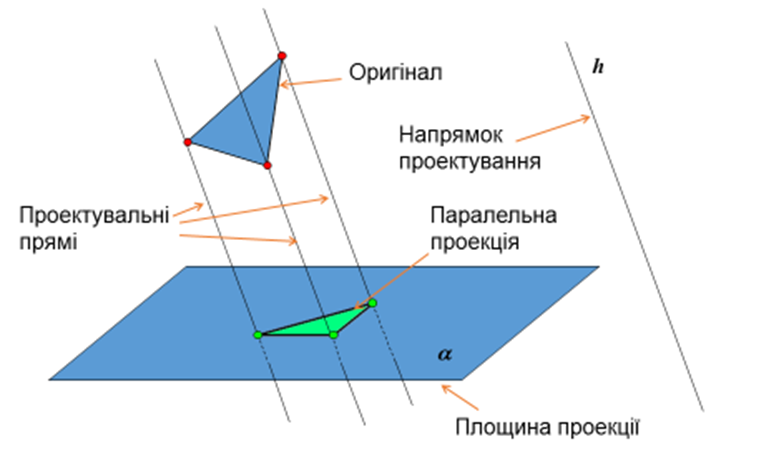 h
Оригінал
Напрямок
проектування
Проектувальні
прямі
Паралельна
проекція
α
Площина проекції